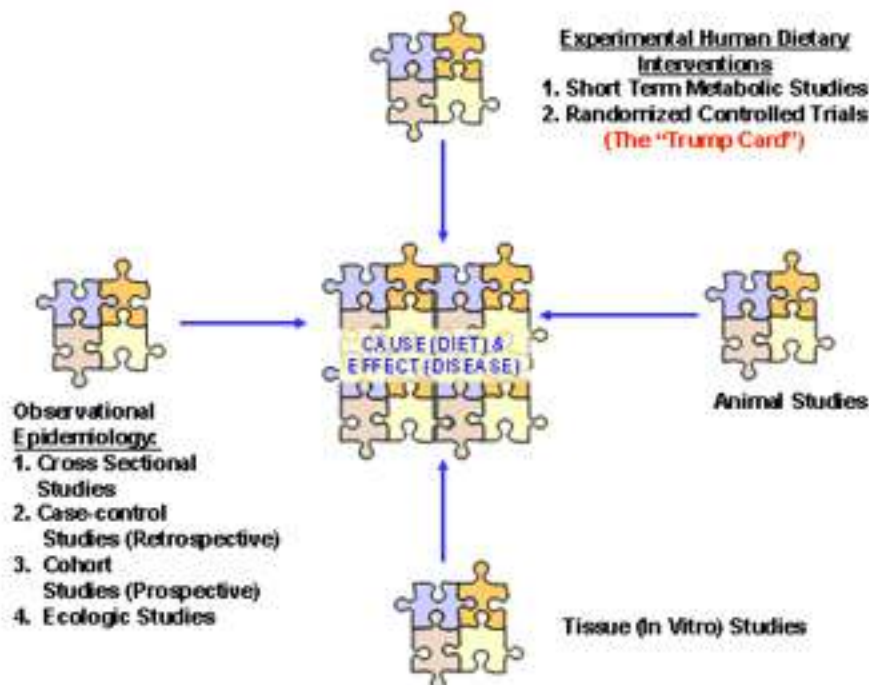 Experimental Human Dietary
Interventions
1. Short Term Metabolic Studies
2. Randomized Controlled Trials
(The “Trump Card”)
CAUSE (DIET) &
EFFECT (DISEASE)
Animal Studies
Observational
Epidemiology:
1. Cross Sectional
Studies
2. Case-control
Studies (Retrospective)
3. Cohort
Studies (Prospective)
4. Ecologic Studies
Tissue (In Vitro) Studies